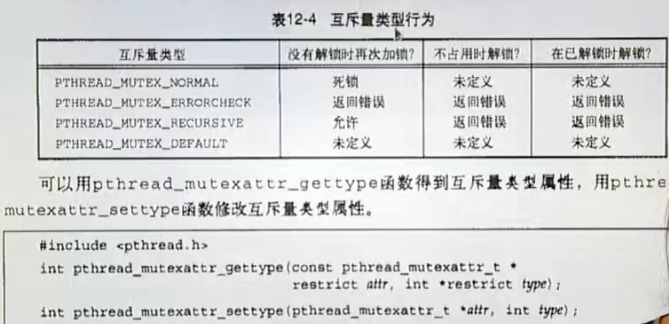 表12-4 互斥量类型行为
互斥量类型 没有解锁时再次加锁? 不占用时解锁? 在已解锁时解锁?
PTHREAD_MUTEX_NORMAL 死锁 未定义 未定义
PTHREAD_MUTEX_ERRORCHECK 返回错误 返回错误 返回错误
PTHREAD_MUTEX_RECURSIVE 允许 返回错误 返回错误
PTHREAD_MUTEX_DEFAULT 未定义 未定义 未定义
可以用pthread_mutexattr_gettype函数得到互斥量类型属性，用pthre
mutexattr_settype函数修改互斥量类型属性。
#include <pthread.h>
int pthread_mutexattr_gettype(const pthread_mutexattr_t *
restrict attr, int *restrict type);
int pthread_mutexattr_settype(pthread_mutexattr_t *attr, int type);